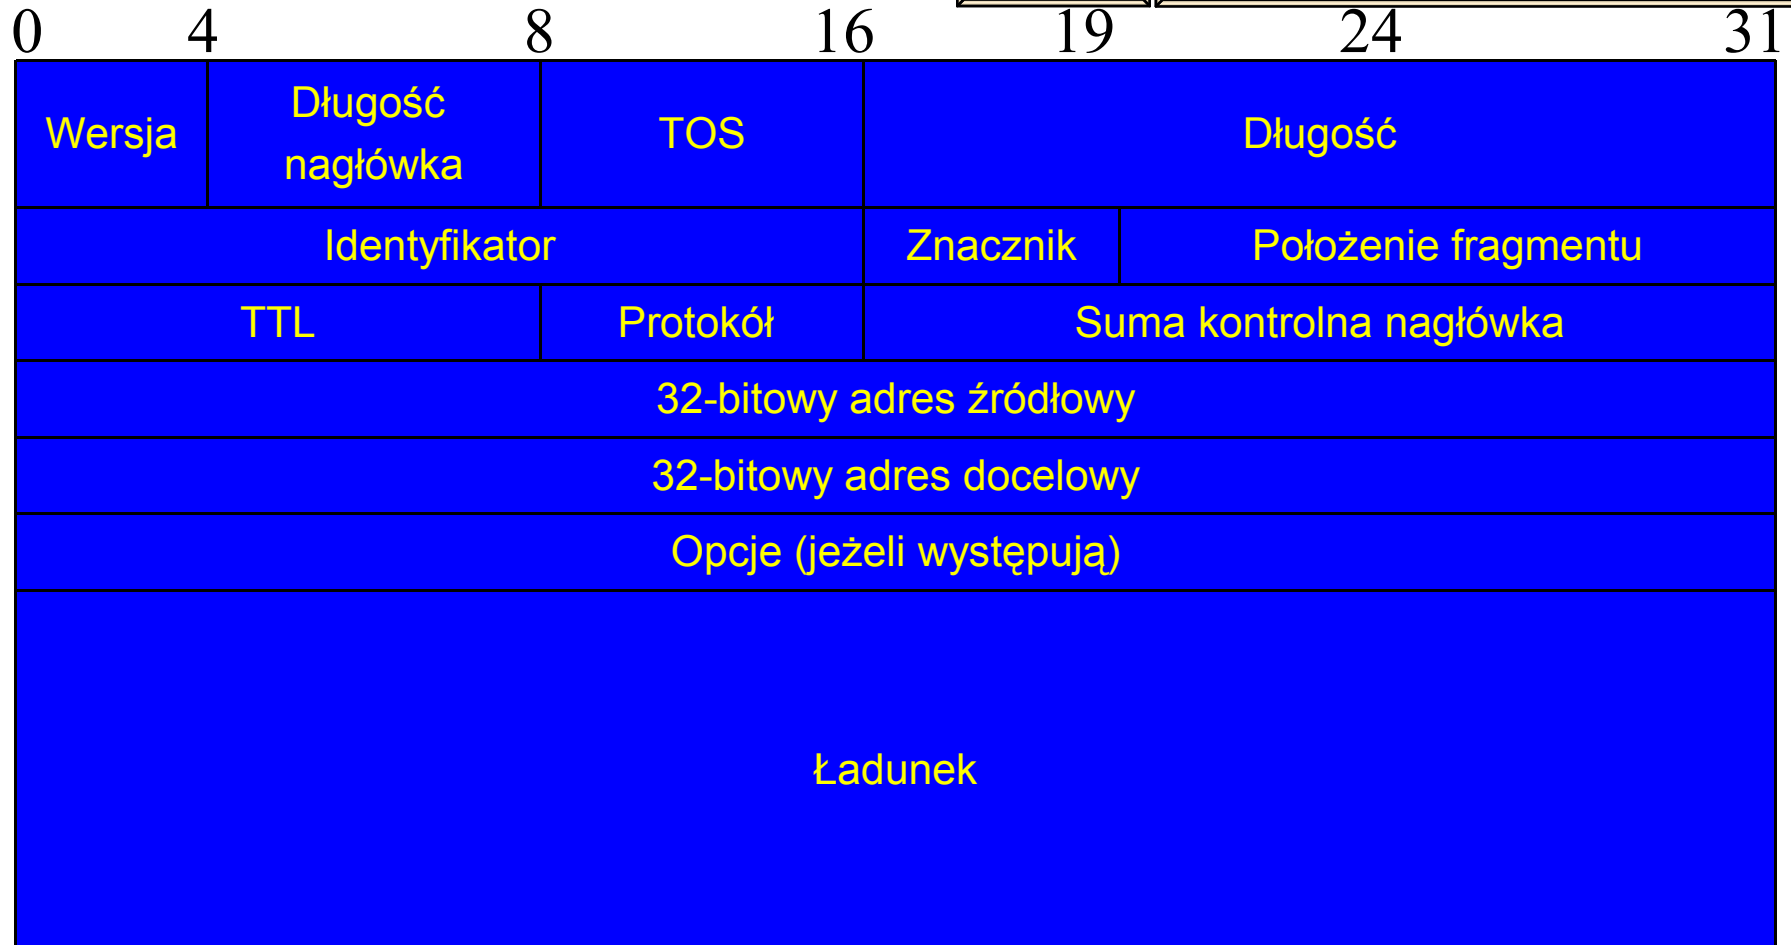 0 4 8 16 19 24 31
Wersja
Długość
nagłówka
TOS
Długość
Identyfikator
Znacznik
Położenie fragmentu
TTL
Protokół
Suma kontrolna nagłówka
32-bitowy adres źródłowy
32-bitowy adres docelowy
Opcje (jeżeli występują)
Ładunek